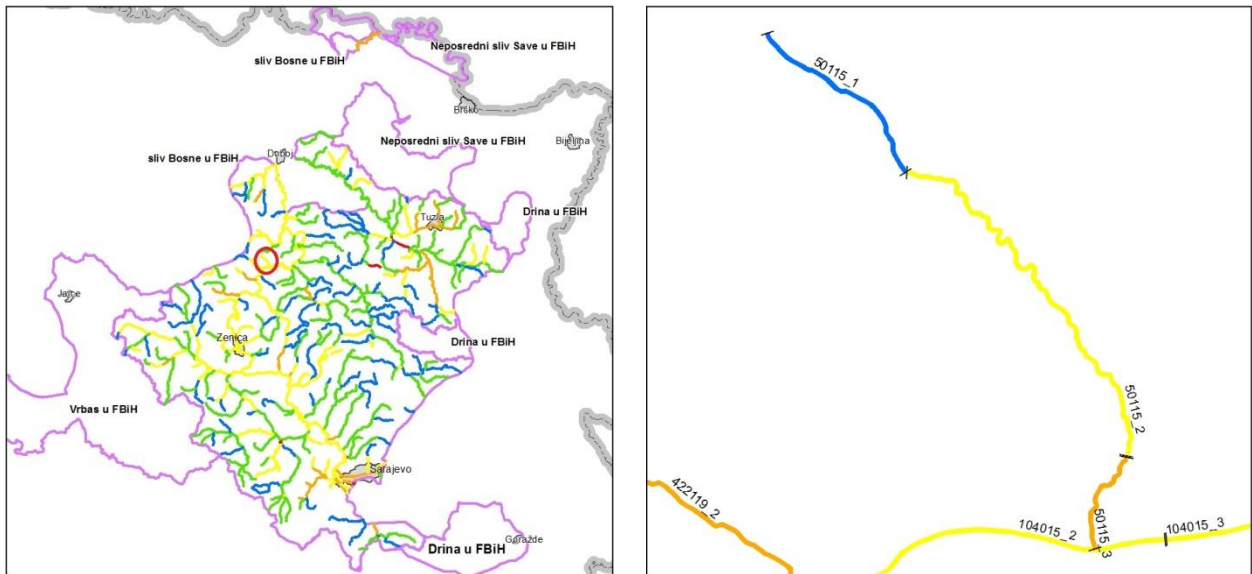 Neposredni sliv Save u FBiH
sliv Bosne u FBiH
Brčko
Neposredni sliv Save u FBiH
Bijeljina
sliv Bosne u FBiH
Doboj
Drina u FBiH
Tuzla
Jajce
Zenica
Drina u FBiH
Vrbas u FBiH
Sarajevo
Drina u FBiH
Goražde
50115_1
50115_2
422119_2
104015_2
50115_3
104015_3